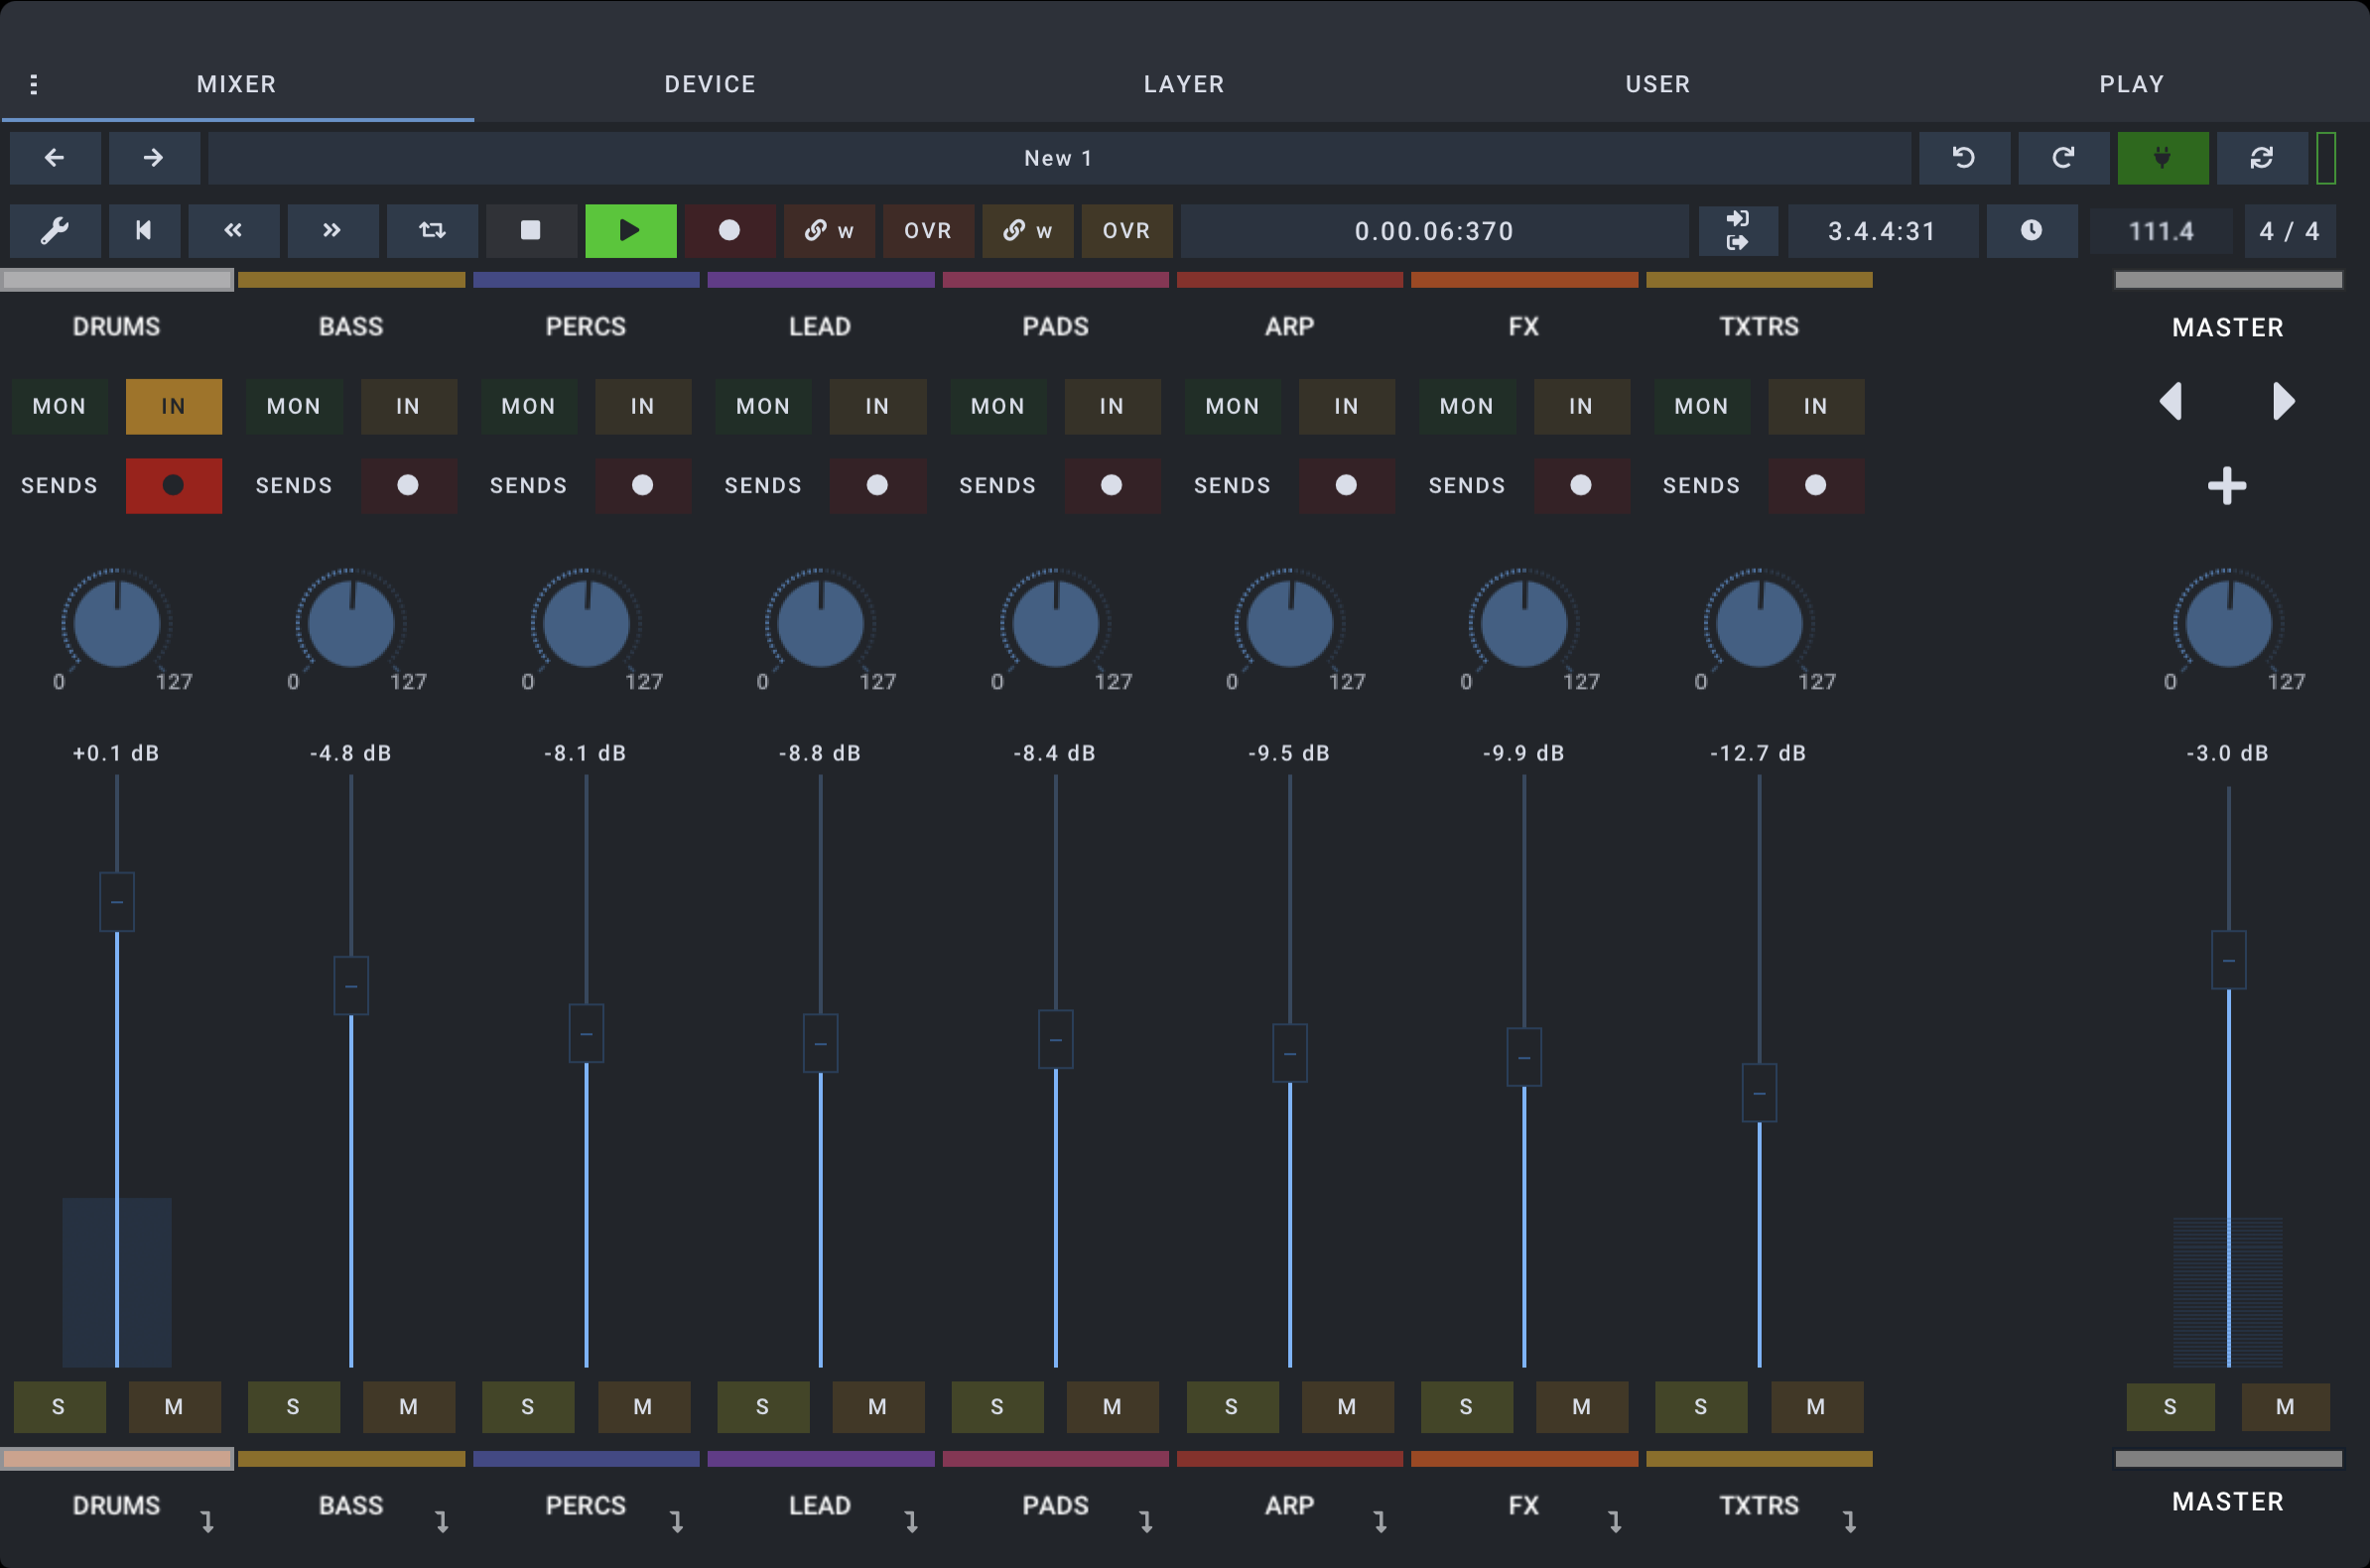 MIXER DEVICE LAYER USER PLAY
New 1
w OVR w OVR 0.00.06:370 3.4.4:31 111.4 4 / 4
DRUMS BASS PERCS LEAD PADS ARP FX TXTRS MASTER
MON IN MON IN MON IN MON IN MON IN MON IN MON IN MON IN
SENDS SENDS SENDS SENDS SENDS SENDS SENDS SENDS
0 127 0 127 0 127 0 127 0 127 0 127 0 127 0 127 0 127
+0.1 dB -4.8 dB -8.1 dB -8.8 dB -8.4 dB -9.5 dB -9.9 dB -12.7 dB -3.0 dB
S M S M S M S M S M S M S M S M S M
DRUMS BASS PERCS LEAD PADS ARP FX TXTRS MASTER